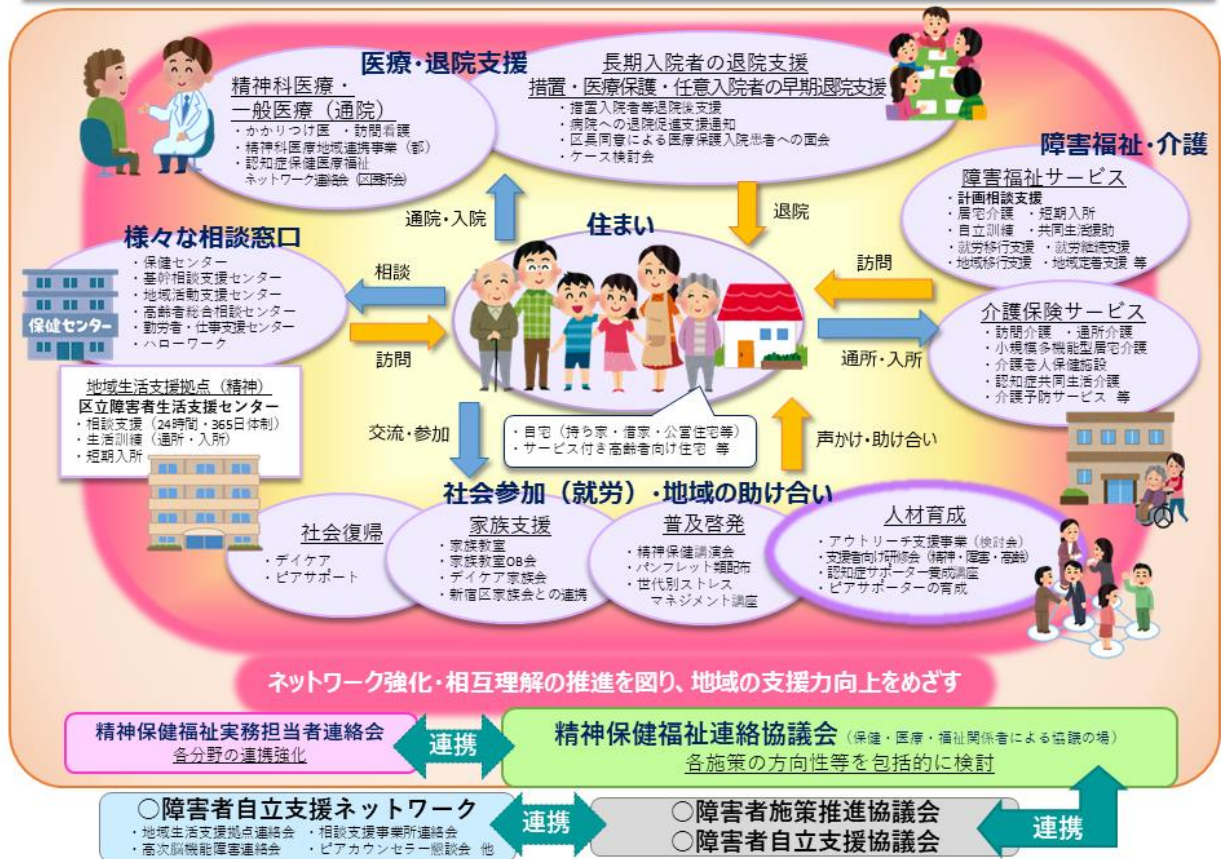 医療・退院支援
精神科医療・
一般医療（通院）
・かかりつけ医 ・訪問看護
・精神科医療地域連携事業（都）
・認知症保健医療福祉
ネットワーク連絡会（区医師会）
長期入院者の退院支援
措置・医療保護・任意入院者の早期退院支援
・措置入院者等退院後支援
・病院への退院促進支援通知
・区長同意による医療保護入院患者への面会
・ケース検討会
障害福祉・介護
障害福祉サービス
・計画相談支援
・居宅介護 ・短期入所
・自立訓練 ・共同生活援助
・就労移行支援 ・就労継続支援
・地域移行支援 ・地域定着支援 等
介護保険サービス
・訪問介護 ・通所介護
・小規模多機能型居宅介護
・介護老人保健施設
・認知症共同生活介護
・介護予防サービス 等
様々な相談窓口
・保健センター
・基幹相談支援センター
・地域活動支援センター
・高齢者総合相談センター
・勤労者・仕事支援センター
・ハローワーク
保健センター
地域生活支援拠点（精神）
区立障害者生活支援センター
・相談支援（24時間・365日体制）
・生活訓練（通所・入所）
・短期入所
住まい
通院・入院
退院
相談
訪問
訪問
通所・入所
交流・参加
声かけ・助け合い
・自宅（持ち家・借家・公営住宅等）
・サービス付き高齢者向け住宅 等
社会参加（就労）・地域の助け合い
社会復帰
・デイケア
・ピアサポート
家族支援
・家族教室
・家族教室OB会
・デイケア家族会
・新宿区家族会との連携
普及啓発
・精神保健講演会
・パンフレット類配布
・世代別ストレス
マネジメント講座
人材育成
・アウトリーチ支援事業（検討会）
・支援者向け研修会（精神・障害・高齢）
・認知症サポーター養成講座
・ピアサポーターの育成
ネットワーク強化・相互理解の推進を図り、地域の支援力向上をめざす
精神保健福祉実務担当者連絡会
各分野の連携強化
連携
精神保健福祉連絡協議会（保健・医療・福祉関係者による協議の場）
各施策の方向性等を包括的に検討
○障害者自立支援ネットワーク
・地域生活支援拠点連絡会 ・相談支援事業所連絡会
・高次脳機能障害連絡会 ・ピアカウンセラー懇談会 他
連携
○障害者施策推進協議会
○障害者自立支援協議会
連携